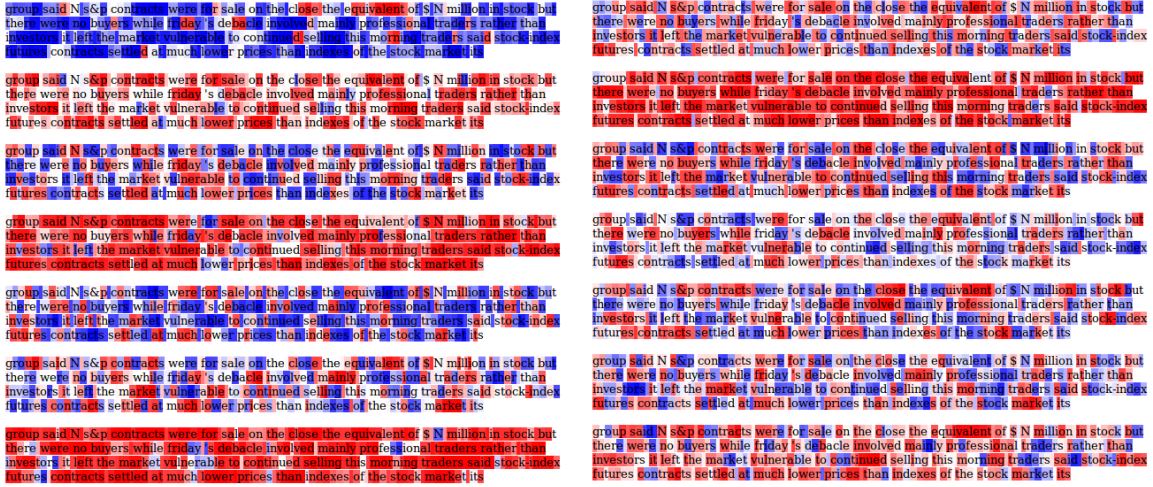 group said N s&p contracts were for sale on the close the equivalent of $ N million in stock but
there were no buyers while friday 's debacle involved mainly professional traders rather than
investors it left the market vulnerable to continued selling this morning traders said stock-index
futures contracts settled at much lower prices than indexes of the stock market its
group said N s&p contracts were for sale on the close the equivalent of $ N million in stock but
there were no buyers while friday 's debacle involved mainly professional traders rather than
investors it left the market vulnerable to continued selling this morning traders said stock-index
futures contracts settled at much lower prices than indexes of the stock market its
group said N s&p contracts were for sale on the close the equivalent of $ N million in stock but
there were no buyers while friday 's debacle involved mainly professional traders rather than
investors it left the market vulnerable to continued selling this morning traders said stock-index
futures contracts settled at much lower prices than indexes of the stock market its
group said N s&p contracts were for sale on the close the equivalent of $ N million in stock but
there were no buyers while friday 's debacle involved mainly professional traders rather than
investors it left the market vulnerable to continued selling this morning traders said stock-index
futures contracts settled at much lower prices than indexes of the stock market its
group said N s&p contracts were for sale on the close the equivalent of $ N million in stock but
there were no buyers while friday 's debacle involved mainly professional traders rather than
investors it left the market vulnerable to continued selling this morning traders said stock-index
futures contracts settled at much lower prices than indexes of the stock market its
group said N s&p contracts were for sale on the close the equivalent of $ N million in stock but
there were no buyers while friday 's debacle involved mainly professional traders rather than
investors it left the market vulnerable to continued selling this morning traders said stock-index
futures contracts settled at much lower prices than indexes of the stock market its
group said N s&p contracts were for sale on the close the equivalent of $ N million in stock but
there were no buyers while friday 's debacle involved mainly professional traders rather than
investors it left the market vulnerable to continued selling this morning traders said stock-index
futures contracts settled at much lower prices than indexes of the stock market its
group said N s&p contracts were for sale on the close the equivalent of $ N million in stock but
there were no buyers while friday 's debacle involved mainly professional traders rather than
investors it left the market vulnerable to continued selling this morning traders said stock-index
futures contracts settled at much lower prices than indexes of the stock market its
group said N s&p contracts were for sale on the close the equivalent of $ N million in stock but
there were no buyers while friday 's debacle involved mainly professional traders rather than
investors it left the market vulnerable to continued selling this morning traders said stock-index
futures contracts settled at much lower prices than indexes of the stock market its
group said N s&p contracts were for sale on the close the equivalent of $ N million in stock but
there were no buyers while friday 's debacle involved mainly professional traders rather than
investors it left the market vulnerable to continued selling this morning traders said stock-index
futures contracts settled at much lower prices than indexes of the stock market its
group said N s&p contracts were for sale on the close the equivalent of $ N million in stock but
there were no buyers while friday 's debacle involved mainly professional traders rather than
investors it left the market vulnerable to continued selling this morning traders said stock-index
futures contracts settled at much lower prices than indexes of the stock market its
group said N s&p contracts were for sale on the close the equivalent of $ N million in stock but
there were no buyers while friday 's debacle involved mainly professional traders rather than
investors it left the market vulnerable to continued selling this morning traders said stock-index
futures contracts settled at much lower prices than indexes of the stock market its
group said N s&p contracts were for sale on the close the equivalent of $ N million in stock but
there were no buyers while friday 's debacle involved mainly professional traders rather than
investors it left the market vulnerable to continued selling this morning traders said stock-index
futures contracts settled at much lower prices than indexes of the stock market its
group said N s&p contracts were for sale on the close the equivalent of $ N million in stock but
there were no buyers while friday 's debacle involved mainly professional traders rather than
investors it left the market vulnerable to continued selling this morning traders said stock-index
futures contracts settled at much lower prices than indexes of the stock market its